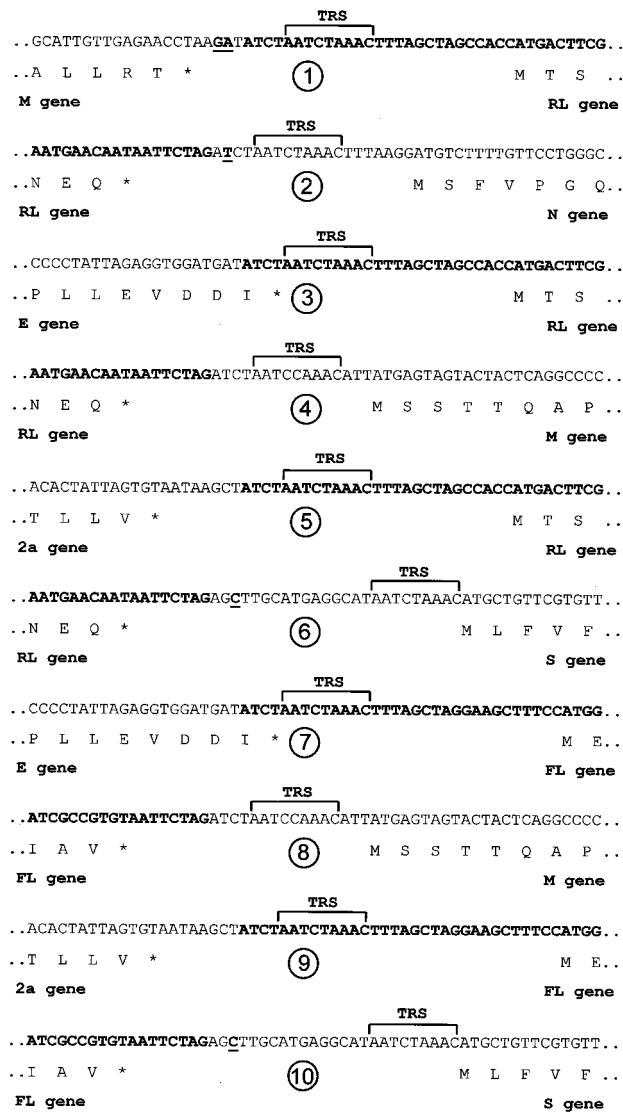 TRS
..GCATTGTTGAGAACCTAAGATATCTAATCTAAACTTTAGCTAGCCACCATGACTTCG..
..A L L R T * ① M T S ..
M gene RL gene
TRS
..AATGAACAATAATTCTAGATCTAATCTAAACTTTAAGGATGTCTTTTGTTCCTGGGC..
..N E Q * ② M S F V P G Q
RL gene N gene
TRS
..CCCCTATTAGAGGTGGATGATATCTAATCTAAACTTTAGCTAGCCACCATGACTTCG..
..P L L E V D D I * ③ M T S ..
E gene RL gene
TRS
..AATGAACAATAATTCTAGATCTAATCCAAACATTATGAGTAGTACTACTCAGGCCCC..
..N E Q * ④ M S S T T Q A P..
RL gene M gene
TRS
..ACACTATTAGTGTAATAAGCTATCTAATCTAAACTTTAGCTAGCCACCATGACTTCG..
..T L L V * ⑤ M T S ..
2a gene RL gene
TRS
..AATGAACAATAATTCTAGAGCTTGCATGAGGCATAATCTAAACATGCTGTTCGTGTT..
..N E Q * ⑥ M L F V F ..
RL gene S gene
TRS
..CCCCTATTAGAGGTGGATGATATCTAATCTAAACTTTAGCTAGGAAGCTTTCCATGG..
..P L L E V D D I * ⑦ M E..
E gene FL gene
TRS
..ATCGCCGTGTAATTCTAGATCTAATCCAAACATTATGAGTAGTACTACTCAGGCCCC..
..I A V * ⑧ M S S T T Q A P..
FL gene M gene
TRS
..ACACTATTAGTGTAATAAGCTATCTAATCTAAACTTTAGCTAGGAAGCTTTCCATGG..
..T L L V * ⑨ M E..
2a gene FL gene
TRS
..ATCGCCGTGTAATTCTAGAGCTTGCATGAGGCATAATCTAAACATGCTGTTCGTGTT..
..I A V * ⑩ M L F V F ..
FL gene S gene